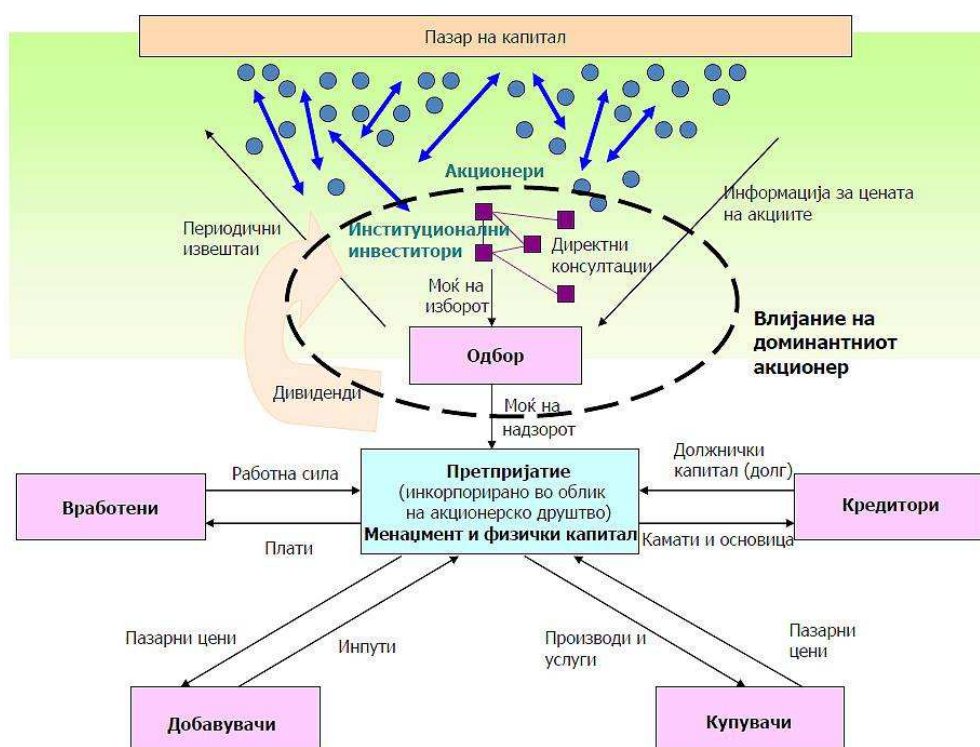 Пазар на капитал
Акционери
Информација за цената
на акциите
Периодични
извештаи
Институционални
инвеститори
Директни
консултации
Моќ на
изборот
Влијание на
доминантниот
акционер
Одбор
Дивиденди
Моќ на
надзорот
Работна сила
Претпријатие
(инкорпорирано во облик
на акционерско друштво)
Менаџмент и физички капитал
Должнички
капитал (долг)
Вработени
Кредитори
Плати
Камати и основица
Пазарни цени
Инпути
Производи и
услуги
Пазарни
цени
Добавувачи
Купувачи